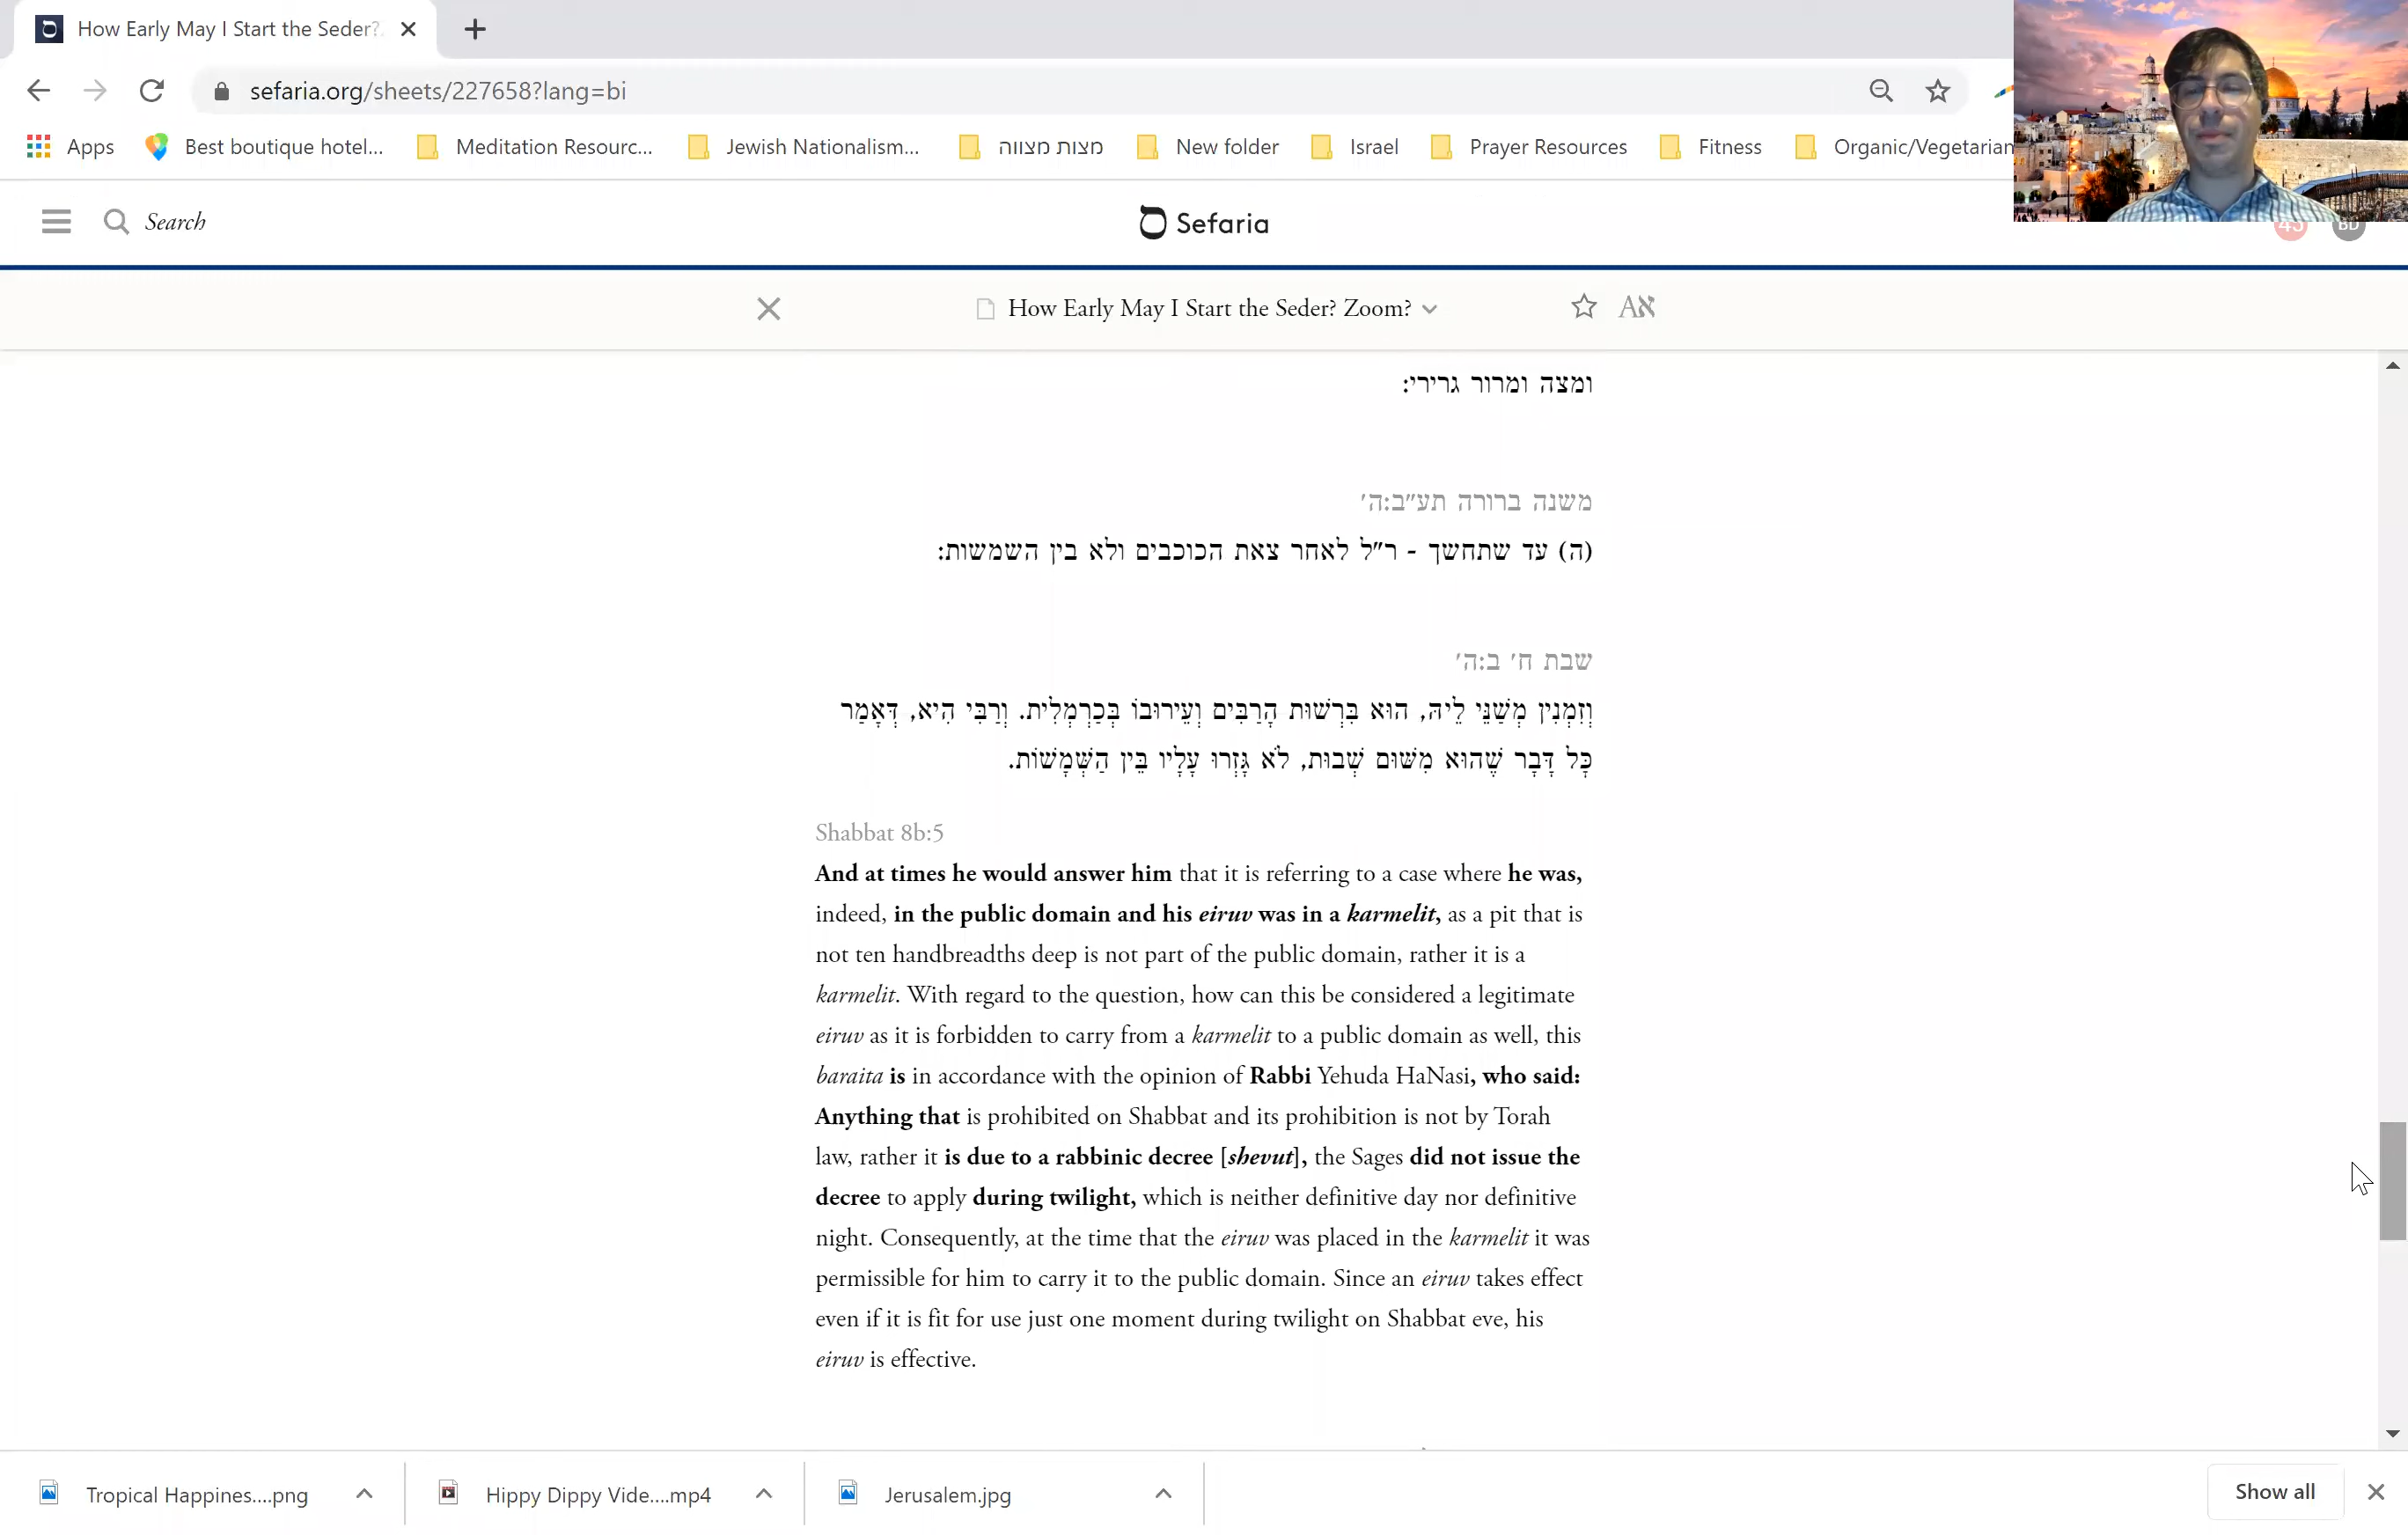 How Early May I Start the Seder?
sefaria.org/sheets/227658?lang=bi
Apps
Best boutique hotel...
Meditation Resourc...
Jewish Nationalism...
מצות מצווה
New folder
Israel
Prayer Resources
Fitness
Organic/Vegetarian
Search
Sefaria
45
BD
How Early May I Start the Seder? Zoom?
Aא
ומצה ומרור גרירי:
משנה ברורה תע״ב:ה׳
(ה) עד שתחשך - ר״ל לאחר צאת הכוכבים ולא בין השמשות:
שבת ח׳ ב:ה׳
וְזִמְנִין מְשַׁנֵּי לֵיהּ, הוּא בִּרְשׁוּת הָרַבִּים וְעֵירוּבוֹ בְּכַרְמְלִית. וְרַבִּי הִיא, דְּאָמַר
כׇּל דָּבָר שֶׁהוּא מִשּׁוּם שְׁבוּת, לֹא גָּזְרוּ עָלָיו בֵּין הַשְּׁמָשׁוֹת.
Shabbat 8b:5
And at times he would answer him that it is referring to a case where he was,
indeed, in the public domain and his eiruv was in a karmelit, as a pit that is
not ten handbreadths deep is not part of the public domain, rather it is a
karmelit. With regard to the question, how can this be considered a legitimate
eiruv as it is forbidden to carry from a karmelit to a public domain as well, this
baraita is in accordance with the opinion of Rabbi Yehuda HaNasi, who said:
Anything that is prohibited on Shabbat and its prohibition is not by Torah
law, rather it is due to a rabbinic decree [shevut], the Sages did not issue the
decree to apply during twilight, which is neither definitive day nor definitive
night. Consequently, at the time that the eiruv was placed in the karmelit it was
permissible for him to carry it to the public domain. Since an eiruv takes effect
even if it is fit for use just one moment during twilight on Shabbat eve, his
eiruv is effective.
Tropical Happines....png
Hippy Dippy Vide....mp4
Jerusalem.jpg
Show all